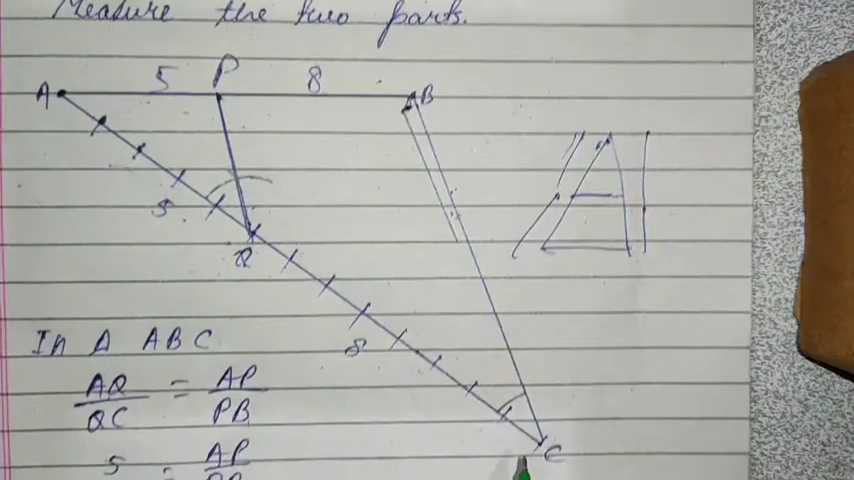 Measure the two parts.
A 5 P 8 B
5
Q
8
C
In Δ ABC
AQ/QC = AP/PB
5 = AP